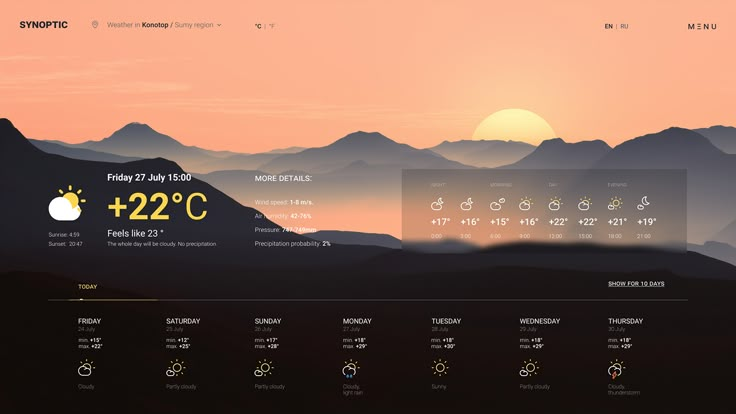 SYNOPTIC
Weather in Konotop / Sumy region
°C | °F
EN | RU
MENU
Friday 27 July 15:00
+22°C
Feels like 23 °
The whole day will be cloudy. No precipitation.
Sunrise: 4:59
Sunset: 20:47
MORE DETAILS:
Wind speed: 1-8 m/s.
Air humidity: 42-76%
Pressure: 747-749mm
Precipitation probability: 2%
NIGHT MORNING DAY EVENING
+17° +16° +15° +16° +22° +22° +21° +19°
0:00 3:00 6:00 9:00 12:00 15:00 18:00 21:00
TODAY
SHOW FOR 10 DAYS
FRIDAY
24 July
min. +15°
max. +22°
Cloudy
SATURDAY
25 July
min. +12°
max. +25°
Partly cloudy
SUNDAY
26 July
min. +17°
max. +28°
Partly cloudy
MONDAY
27 July
min. +18°
max. +29°
Cloudy,
light rain
TUESDAY
28 July
min. +18°
max. +30°
Sunny
WEDNESDAY
29 July
min. +18°
max. +29°
Partly cloudy
THURSDAY
30 July
min. +18°
max. +29°
Cloudy,
thunderstorm